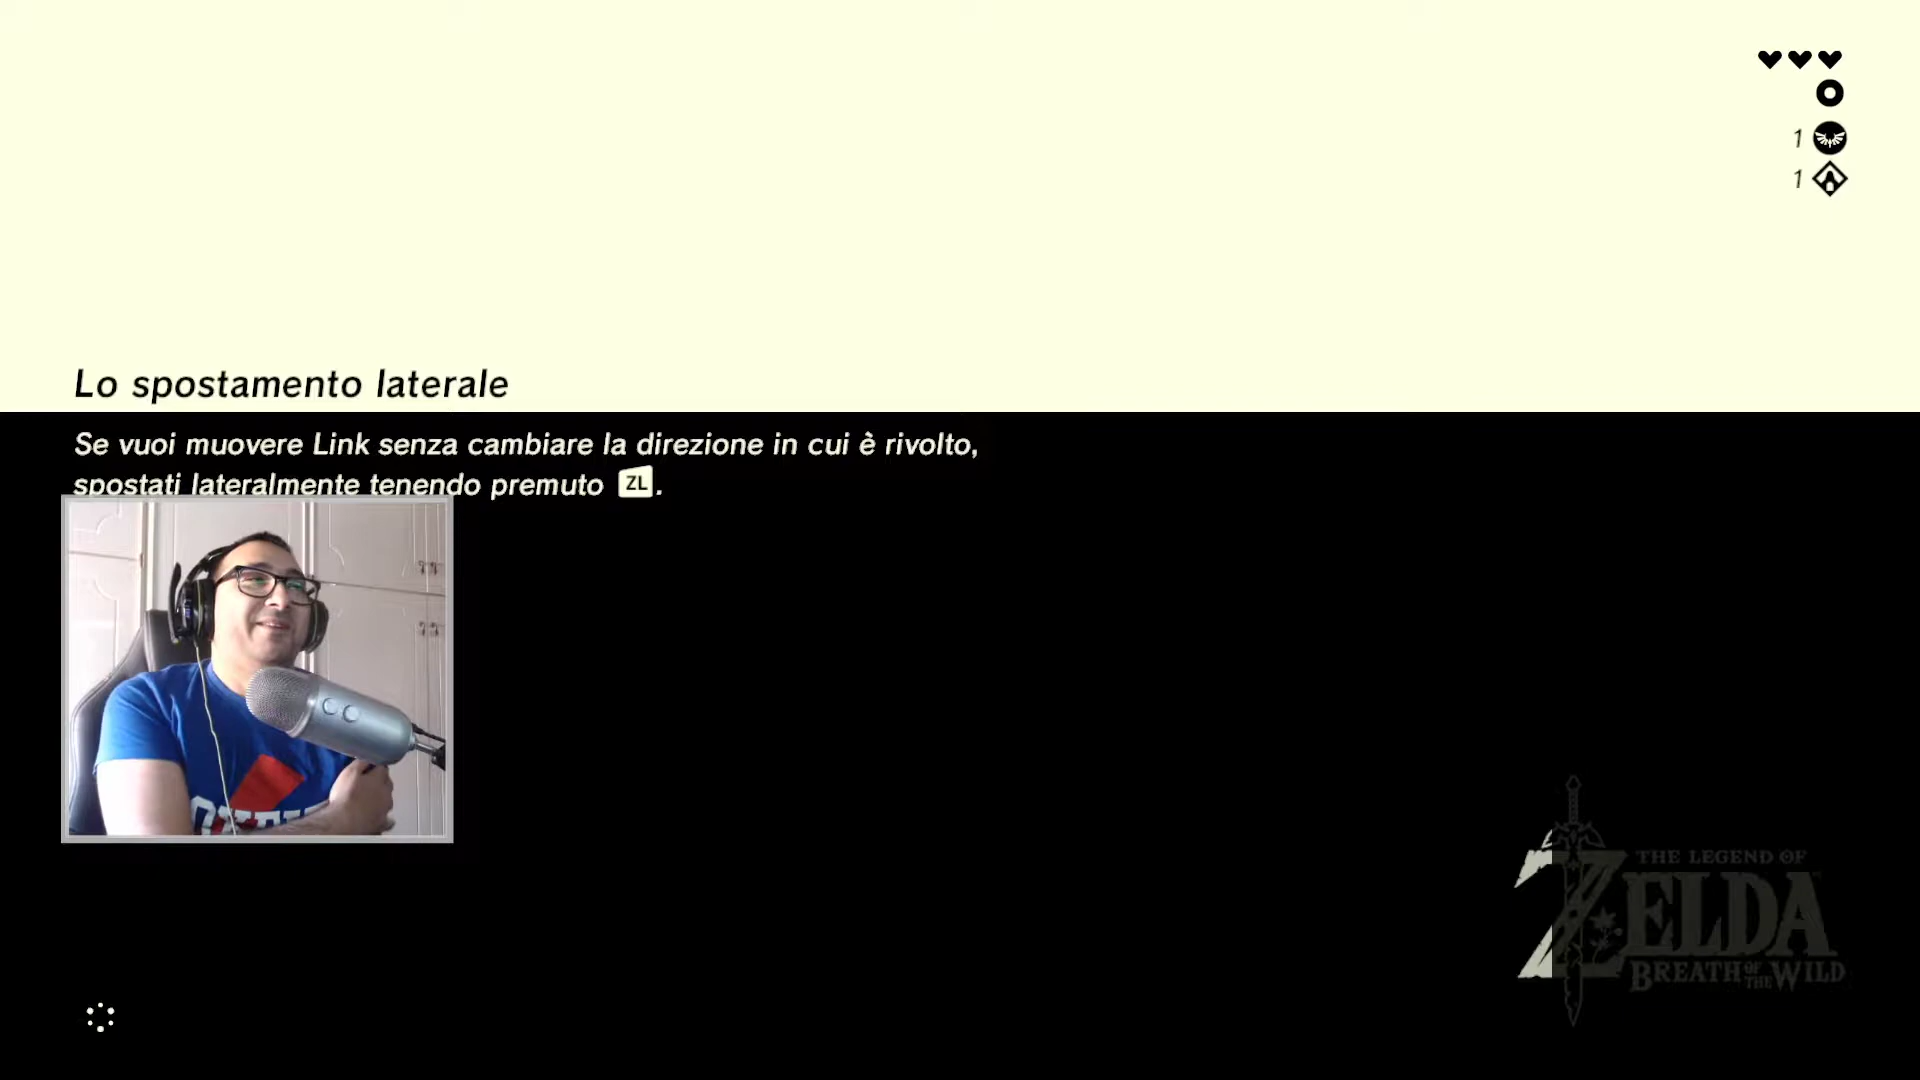 1
1
Lo spostamento laterale
Se vuoi muovere Link senza cambiare la direzione in cui è rivolto,
spostati lateralmente tenendo premuto ZL.
THE LEGEND OF
ZELDA
BREATH OF THE WILD